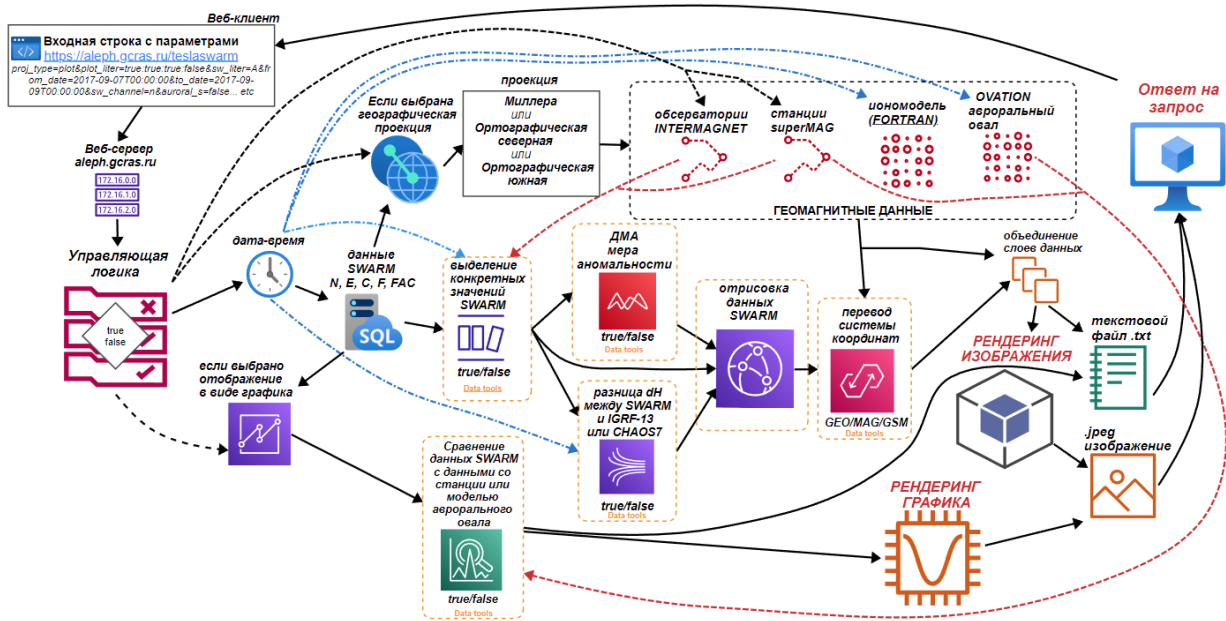 Веб-клиент
Входная строка с параметрами
https://aleph.gcras.ru/teslaswarm
proj_type=plot&plot_liter=true.true:true.false&sw_liter=A&fr
om_date=2017-09-07T00:00:00&to_date=2017-09-
09T00:00:00&sw_channel=n&auroral_s=false... etc
Веб-сервер
aleph.gcras.ru
172.16.0.0
172.16.1.0
172.16.2.0
Управляющая
логика
true
false
дата-время
Если выбрана
географическая
проекция
проекция
Миллера
или
Ортографическая
северная
или
Ортографическая
южная
обсерватории
INTERMAGNET
станции
superMAG
иономодель
(FORTRAN)
OVATION
авроральный
овал
ГЕОМАГНИТНЫЕ ДАННЫЕ
Ответ на
запрос
данные
SWARM
N, E, C, F, FAC
SQL
выделение
конкретных
значений
SWARM
true/false
Data tools
ДМА
мера
аномальности
true/false
Data tools
разница dH
между SWARM
и IGRF-13
или CHAOS7
true/false
Data tools
отрисовка
данных
SWARM
перевод
системы
координат
GEO/MAG/GSM
Data tools
объединение
слоев данных
РЕНДЕРИНГ
ИЗОБРАЖЕНИЯ
текстовой
файл .txt
.jpeg
изображение
если выбрано
отображение
в виде графика
Сравнение
данных SWARM
с данными со
станции или
моделью
аврорального
овала
true/false
Data tools
РЕНДЕРИНГ
ГРАФИКА